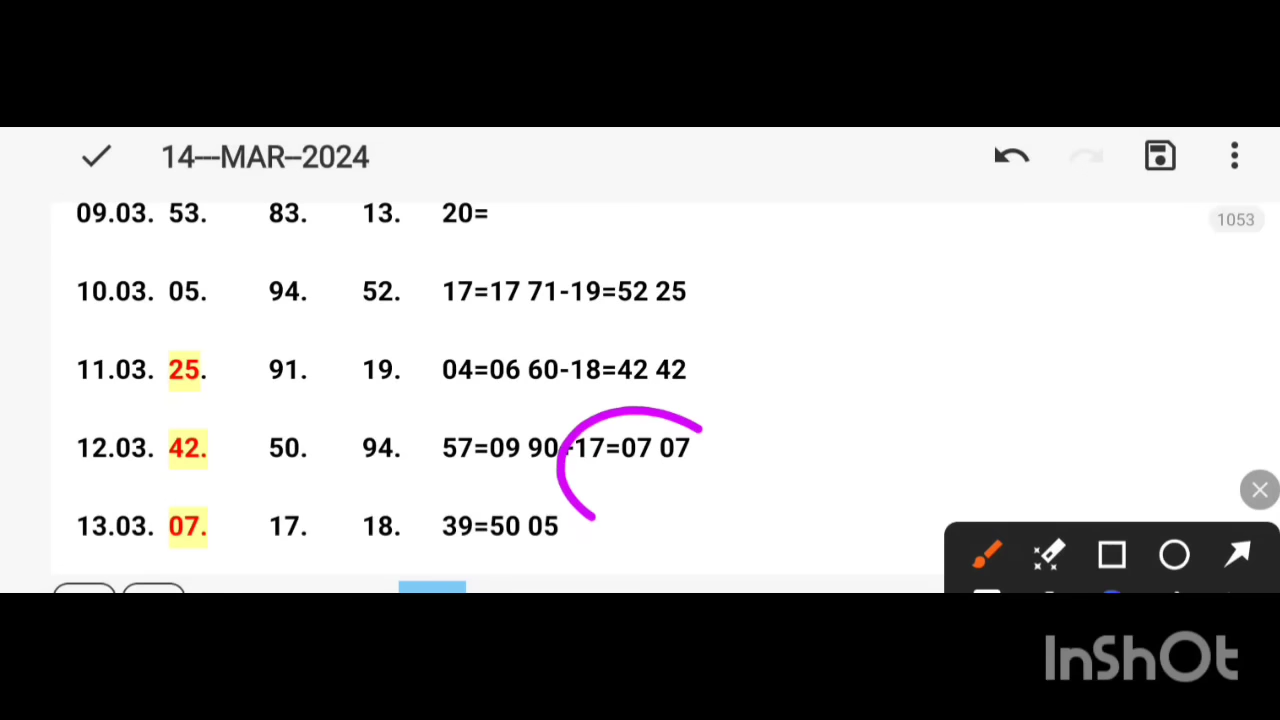 14---MAR--2024
1053
09.03. 53. 83. 13. 20=
10.03. 05. 94. 52. 17=17 71-19=52 25
11.03. 25. 91. 19. 04=06 60-18=42 42
12.03. 42. 50. 94. 57=09 90-17=07 07
13.03. 07. 17. 18. 39=50 05
InShOt